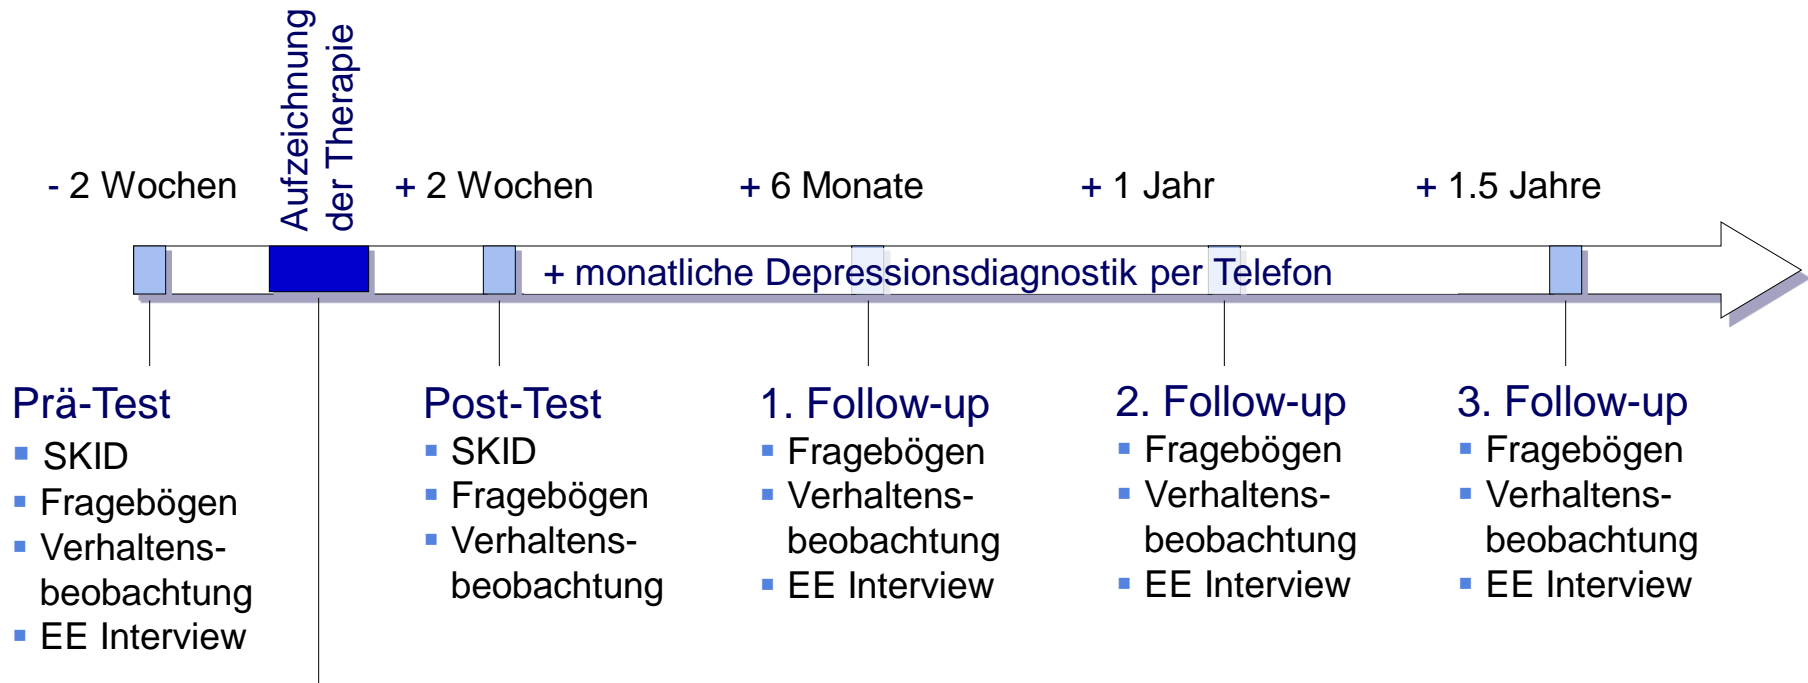 Aufzeichnung
der Therapie
- 2 Wochen
+ 2 Wochen
+ 6 Monate
+ 1 Jahr
+ 1.5 Jahre
+ monatliche Depressionsdiagnostik per Telefon
Prä-Test
▪ SKID
▪ Fragebögen
▪ Verhaltens-
beobachtung
▪ EE Interview
Post-Test
▪ SKID
▪ Fragebögen
▪ Verhaltens-
beobachtung
1. Follow-up
▪ Fragebögen
▪ Verhaltens-
beobachtung
▪ EE Interview
2. Follow-up
▪ Fragebögen
▪ Verhaltens-
beobachtung
▪ EE Interview
3. Follow-up
▪ Fragebögen
▪ Verhaltens-
beobachtung
▪ EE Interview